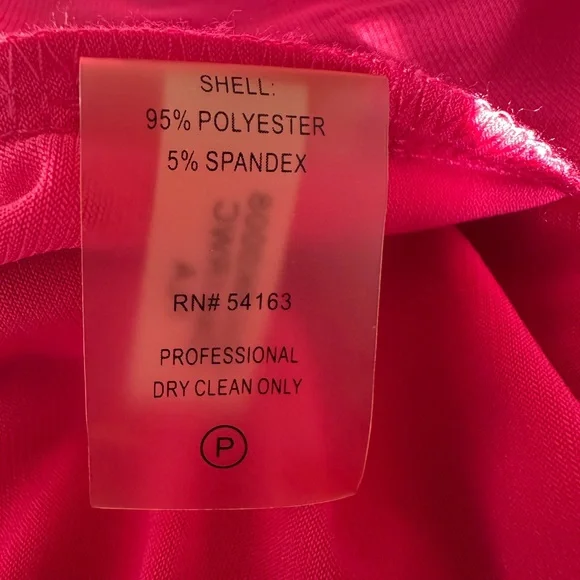 SHELL:
95% POLYESTER
5% SPANDEX
RN# 54163
PROFESSIONAL
DRY CLEAN ONLY
P